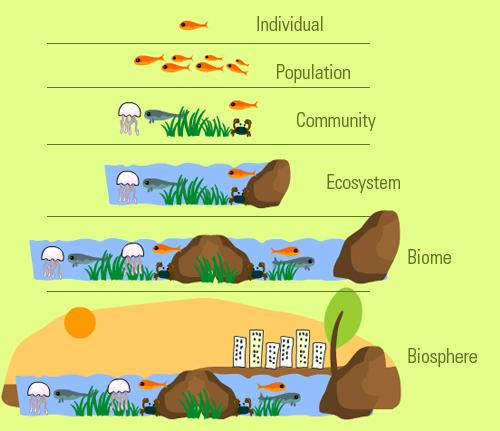 Individual
Population
Community
Ecosystem
Biome
Biosphere